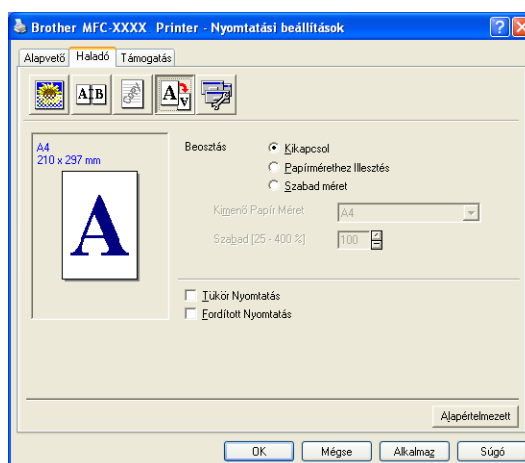 Brother MFC-XXXX Printer - Nyomtatási beállítások
Alapvető Haladó Támogatás
A4
210 x 297 mm
A
Beosztás
Kikapcsol
Papírmérethez Illesztés
Szabad méret
Kimenő Papír Méret A4
Szabad [25 - 400 %] 100
Tükör Nyomtatás
Fordított Nyomtatás
Alapértelmezett
OK Mégse Alkalmaz Súgó